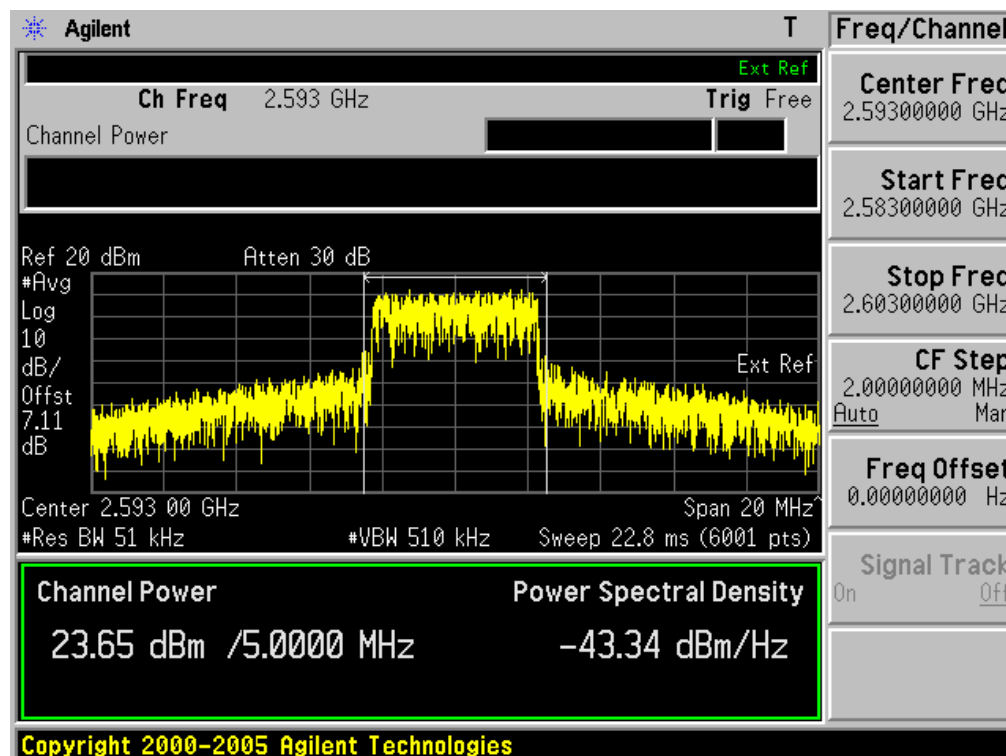 Agilent T
Ext Ref
Ch Freq 2.593 GHz Trig Free
Channel Power
Ref 20 dBm Atten 30 dB
#Avg
Log
10
dB/
Offst
7.11
dB
Ext Ref
Center 2.593 00 GHz Span 20 MHz^
#Res BW 51 kHz #VBW 510 kHz Sweep 22.8 ms (6001 pts)
Channel Power Power Spectral Density
23.65 dBm /5.0000 MHz -43.34 dBm/Hz
Copyright 2000-2005 Agilent Technologies
Freq/Channel
Center Freq
2.59300000 GHz
Start Freq
2.58300000 GHz
Stop Freq
2.60300000 GHz
CF Step
2.00000000 MHz
Auto Man
Freq Offset
0.00000000 Hz
Signal Track
On Off